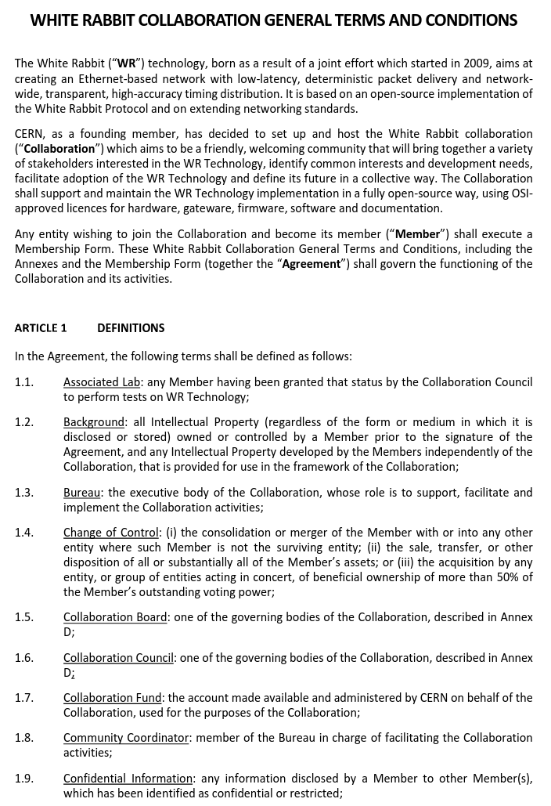 WHITE RABBIT COLLABORATION GENERAL TERMS AND CONDITIONS
The White Rabbit (“WR”) technology, born as a result of a joint effort which started in 2009, aims at
creating an Ethernet-based network with low-latency, deterministic packet delivery and network-
wide, transparent, high-accuracy timing distribution. It is based on an open-source implementation of
the White Rabbit Protocol and on extending networking standards.
CERN, as a founding member, has decided to set up and host the White Rabbit collaboration
(“Collaboration”) which aims to be a friendly, welcoming community that will bring together a variety
of stakeholders interested in the WR Technology, identify common interests and development needs,
facilitate adoption of the WR Technology and define its future in a collective way. The Collaboration
shall support and maintain the WR Technology implementation in a fully open-source way, using OSI-
approved licences for hardware, gateware, firmware, software and documentation.
Any entity wishing to join the Collaboration and become its member (“Member”) shall execute a
Membership Form. These White Rabbit Collaboration General Terms and Conditions, including the
Annexes and the Membership Form (together the “Agreement”) shall govern the functioning of the
Collaboration and its activities.
ARTICLE 1 DEFINITIONS
In the Agreement, the following terms shall be defined as follows:
1.1. Associated Lab: any Member having been granted that status by the Collaboration Council
to perform tests on WR Technology;
1.2. Background: all Intellectual Property (regardless of the form or medium in which it is
disclosed or stored) owned or controlled by a Member prior to the signature of the
Agreement, and any Intellectual Property developed by the Members independently of the
Collaboration, that is provided for use in the framework of the Collaboration;
1.3. Bureau: the executive body of the Collaboration, whose role is to support, facilitate and
implement the Collaboration activities;
1.4. Change of Control: (i) the consolidation or merger of the Member with or into any other
entity where such Member is not the surviving entity; (ii) the sale, transfer, or other
disposition of all or substantially all of the Member’s assets; or (iii) the acquisition by any
entity, or group of entities acting in concert, of beneficial ownership of more than 50% of
the Member’s outstanding voting power;
1.5. Collaboration Board: one of the governing bodies of the Collaboration, described in Annex
D;
1.6. Collaboration Council: one of the governing bodies of the Collaboration, described in Annex
D;
1.7. Collaboration Fund: the account made available and administered by CERN on behalf of the
Collaboration, used for the purposes of the Collaboration;
1.8. Community Coordinator: member of the Bureau in charge of facilitating the Collaboration
activities;
1.9. Confidential Information: any information disclosed by a Member to other Member(s),
which has been identified as confidential or restricted;